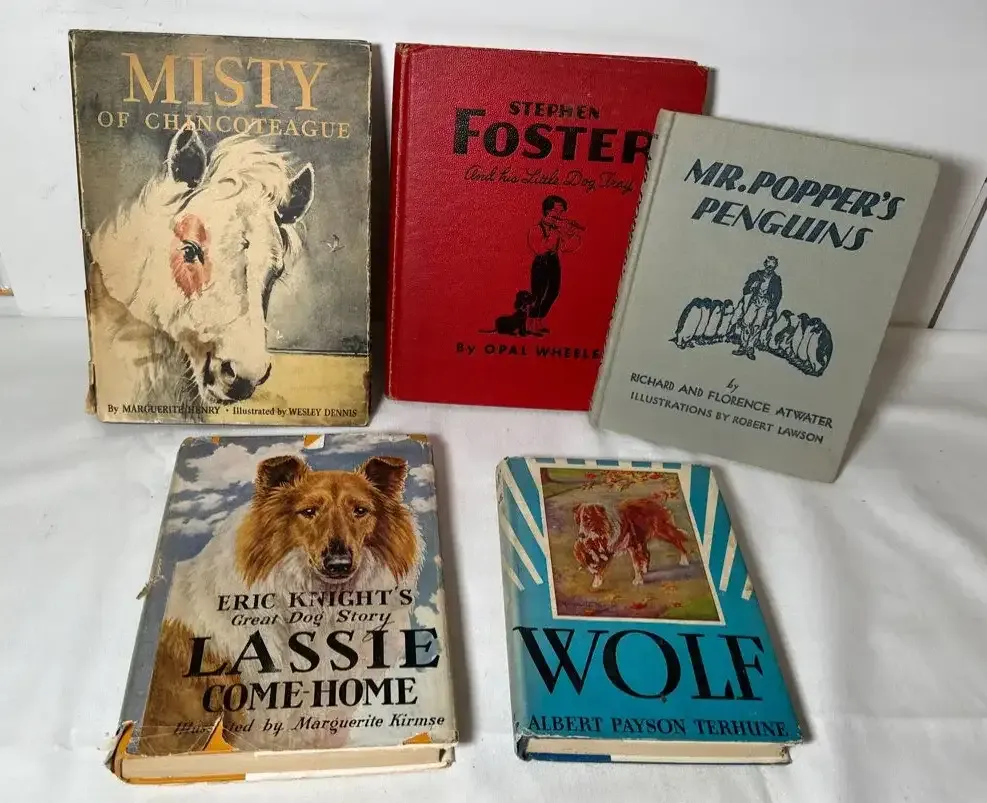 MISTY
OF CHINCOTEAGUE
By MARGUERITE HENRY · Illustrated by WESLEY DENNIS
STEPHEN
FOSTER
And his Little Dog Tray
By OPAL WHEELE
MR. POPPER'S
PENGUINS
by
RICHARD AND FLORENCE ATWATER
ILLUSTRATIONS BY ROBERT LAWSON
ERIC KNIGHT'S
Great Dog Story
LASSIE
COME-HOME
Illustrated by Marguerite Kirmse
WOLF
ALBERT PAYSON TERHUNE